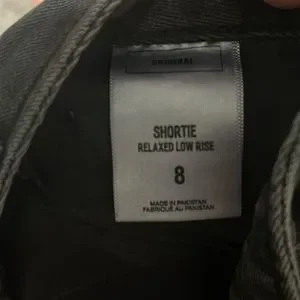 SHORTIE
RELAXED LOW RISE
8
MADE IN PAKISTAN
FABRIQUÉ AU PAKISTAN